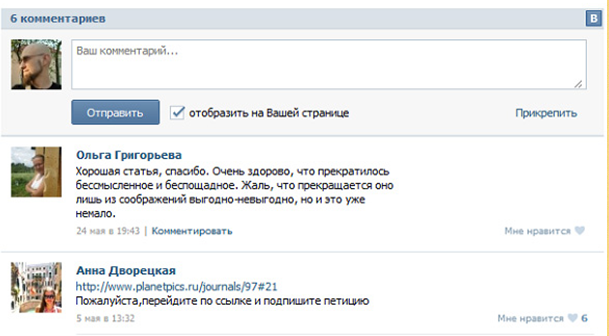 6 комментариев
В
Ваш комментарий...
Отправить
отобразить на Вашей странице
Прикрепить
Ольга Григорьева
Хорошая статья, спасибо. Очень здорово, что прекратилось
бессмысленное и беспощадное. Жаль, что прекращается оно
лишь из соображений выгодно-невыгодно, но и это уже
немало.
24 мая в 19:43 | Комментировать
Мне нравится
Анна Дворецкая
http://www.planetpics.ru/journals/97#21
Пожалуйста,перейдите по ссылке и подпишите петицию
5 мая в 13:32
Мне нравится 6